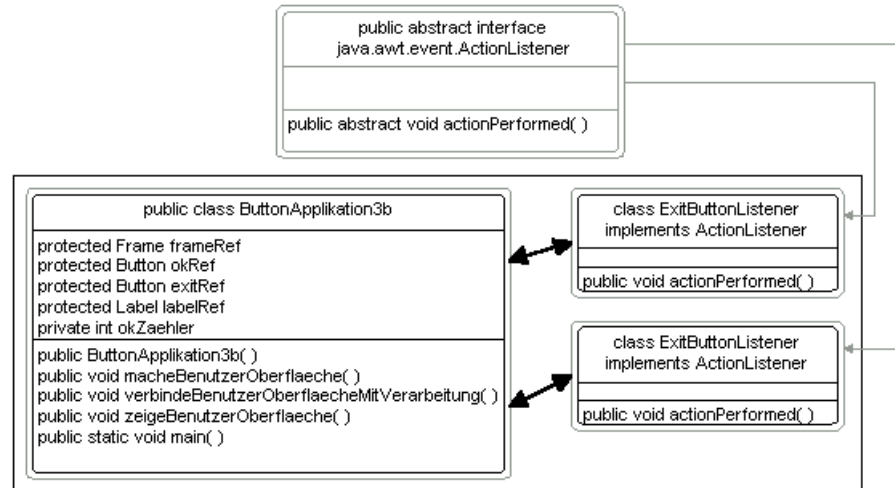 public abstract interface
java.awt.event.ActionListener
public abstract void actionPerformed( )
public class ButtonApplikation3b
protected Frame frameRef
protected Button okRef
protected Button exitRef
protected Label labelRef
private int okZaehler
public ButtonApplikation3b( )
public void macheBenutzerOberflaeche( )
public void verbindeBenutzerOberflaecheMitVerarbeitung( )
public void zeigeBenutzerOberflaeche( )
public static void main( )
class ExitButtonListener
implements ActionListener
public void actionPerformed( )
class ExitButtonListener
implements ActionListener
public void actionPerformed( )